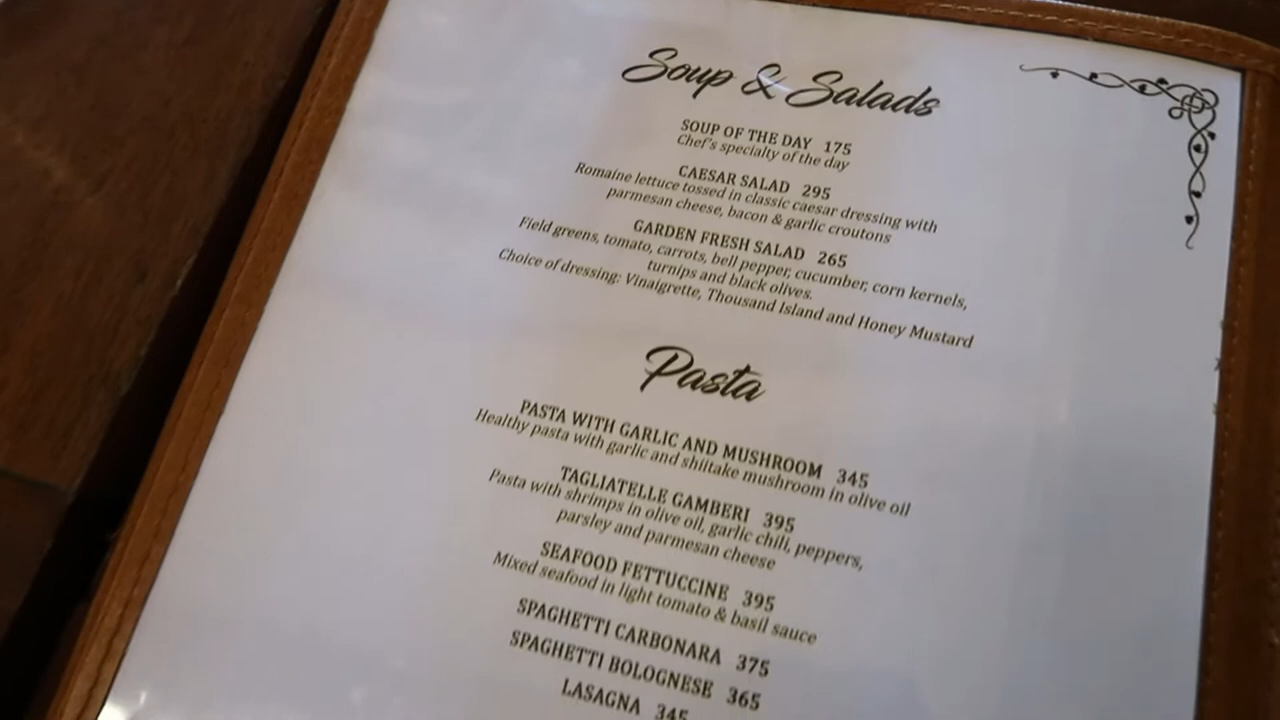 Soup & Salads
SOUP OF THE DAY 175
Chef's specialty of the day
CAESAR SALAD 295
Romaine lettuce tossed in classic caesar dressing with
parmesan cheese, bacon & garlic croutons
GARDEN FRESH SALAD 265
Field greens, tomato, carrots, bell pepper, cucumber, corn kernels,
turnips and black olives.
Choice of dressing: Vinaigrette, Thousand Island and Honey Mustard
Pasta
PASTA WITH GARLIC AND MUSHROOM 345
Healthy pasta with garlic and shiitake mushroom in olive oil
TAGLIATELLE GAMBERI 395
Pasta with shrimps in olive oil, garlic chili, peppers,
parsley and parmesan cheese
SEAFOOD FETTUCCINE 395
Mixed seafood in light tomato & basil sauce
SPAGHETTI CARBONARA 375
SPAGHETTI BOLOGNESE 365
LASAGNA 345